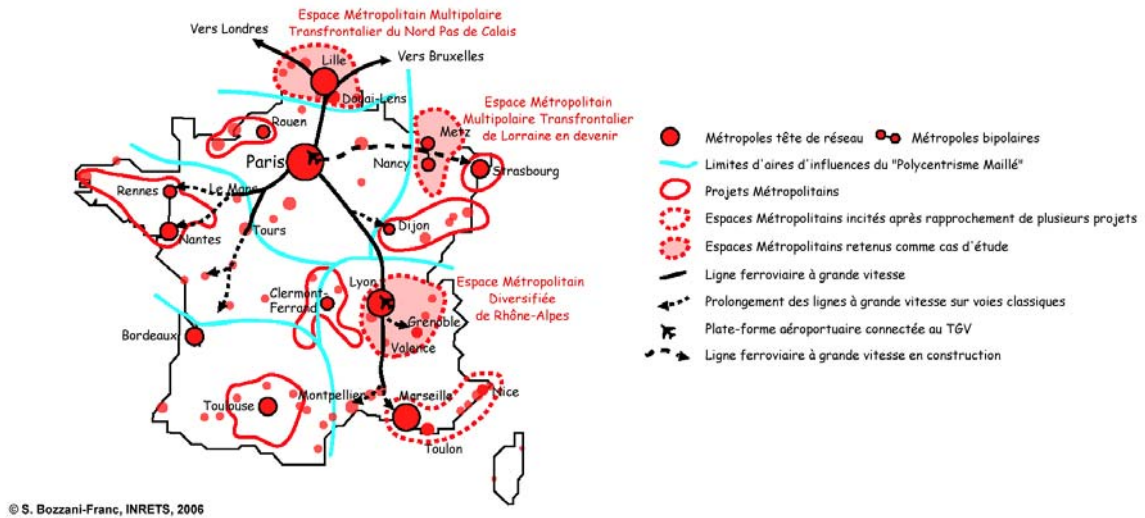 Espace Métropolitain Multipolaire
Transfrontalier du Nord Pas de Calais
Vers Londres
Vers Bruxelles
Lille
Douai-Lens
Espace Métropolitain
Multipolaire Transfrontalier
de Lorraine en devenir
Rouen
Metz
Paris
Nancy
Strasbourg
Rennes
Le Mans
Nantes
Tours
Dijon
Lyon
Espace Métropolitain
Diversifiée
de Rhône-Alpes
Clermont-
Ferrand
Grenoble
Bordeaux
Valence
Montpellier
Marseille
Nice
Toulouse
Toulon
Métropoles tête de réseau
Métropoles bipolaires
Limites d'aires d'influences du "Polycentrisme Maillé"
Projets Métropolitains
Espaces Métropolitains incités après rapprochement de plusieurs projets
Espaces Métropolitains retenus comme cas d'étude
Ligne ferroviaire à grande vitesse
Prolongement des lignes à grande vitesse sur voies classiques
Plate-forme aéroportuaire connectée au TGV
Ligne ferroviaire à grande vitesse en construction
© S. Bozzani-Franc, INRETS, 2006